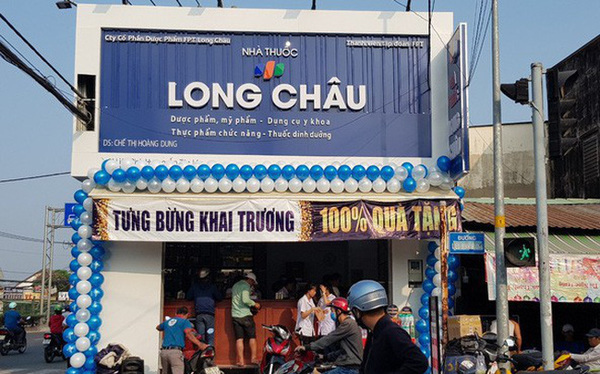 Cty Cổ Phần Dược Phẩm FPT Long Châu
Thành viên Tập đoàn FPT
NHÀ THUỐC
LONG CHÂU
Dược phẩm, mỹ phẩm - Dụng cụ y khoa
Thực phẩm chức năng - Thuốc dinh dưỡng
DS: CHẾ THỊ HOÀNG DUNG
TƯNG BỪNG KHAI TRƯƠNG
100% QUÀ TẶNG
ĐƯỜNG